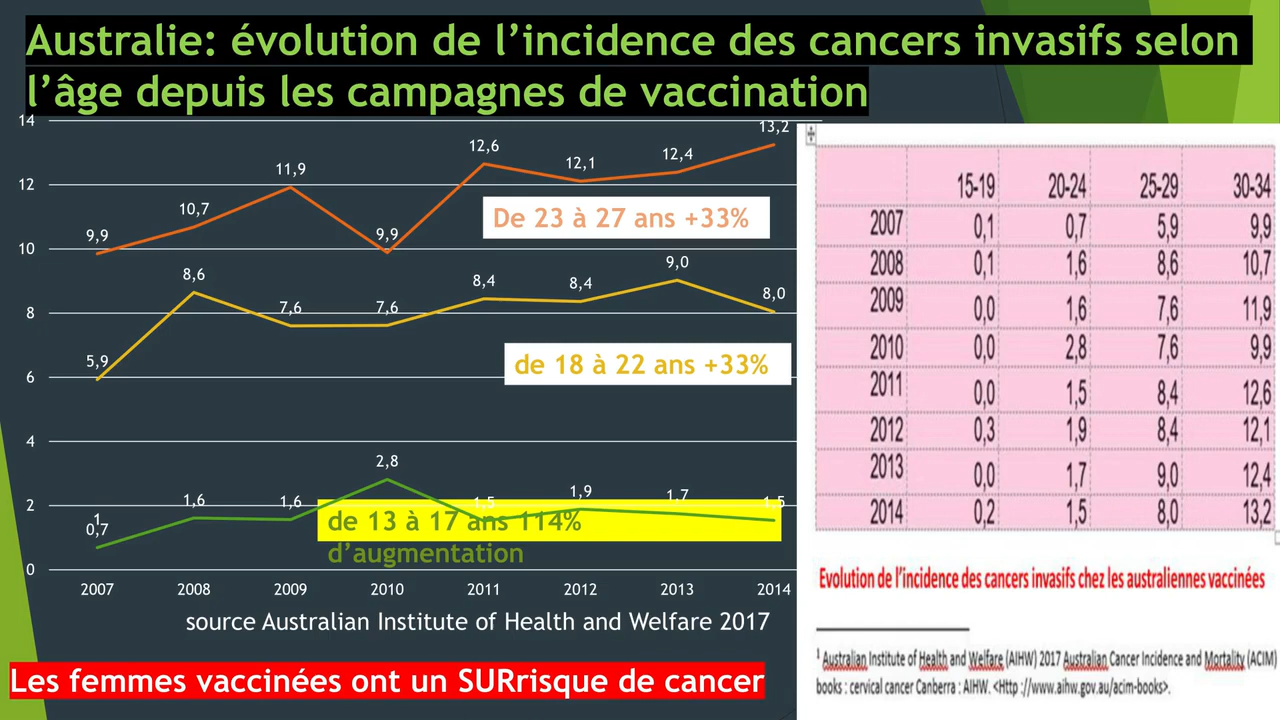 Australie: évolution de l'incidence des cancers invasifs selon
l'âge depuis les campagnes de vaccination
14
12
10
8
6
4
2
0
9,9
10,7
11,9
9,9
12,6
12,1
12,4
13,2
De 23 à 27 ans +33%
5,9
8,6
7,6
7,6
8,4
8,4
9,0
8,0
de 18 à 22 ans +33%
1
0,7
1,6
1,6
2,8
1,5
1,9
1,7
1,5
de 13 à 17 ans 114%
d'augmentation
2007 2008 2009 2010 2011 2012 2013 2014
source Australian Institute of Health and Welfare 2017
Les femmes vaccinées ont un SURrisque de cancer
15-19 20-24 25-29 30-34
2007 0,1 0,7 5,9 9,9
2008 0,1 1,6 8,6 10,7
2009 0,0 1,6 7,6 11,9
2010 0,0 2,8 7,6 9,9
2011 0,0 1,5 8,4 12,6
2012 0,3 1,9 8,4 12,1
2013 0,0 1,7 9,0 12,4
2014 0,2 1,5 8,0 13,2
Evolution de l'incidence des cancers invasifs chez les australiennes vaccinées
1 Australian Institute of Health and Welfare (AIHW) 2017 Australian Cancer Incidence and Mortality (ACIM)
books : cervical cancer Canberra : AIHW. <Http ://www.aihw.gov.au/acim-books>.